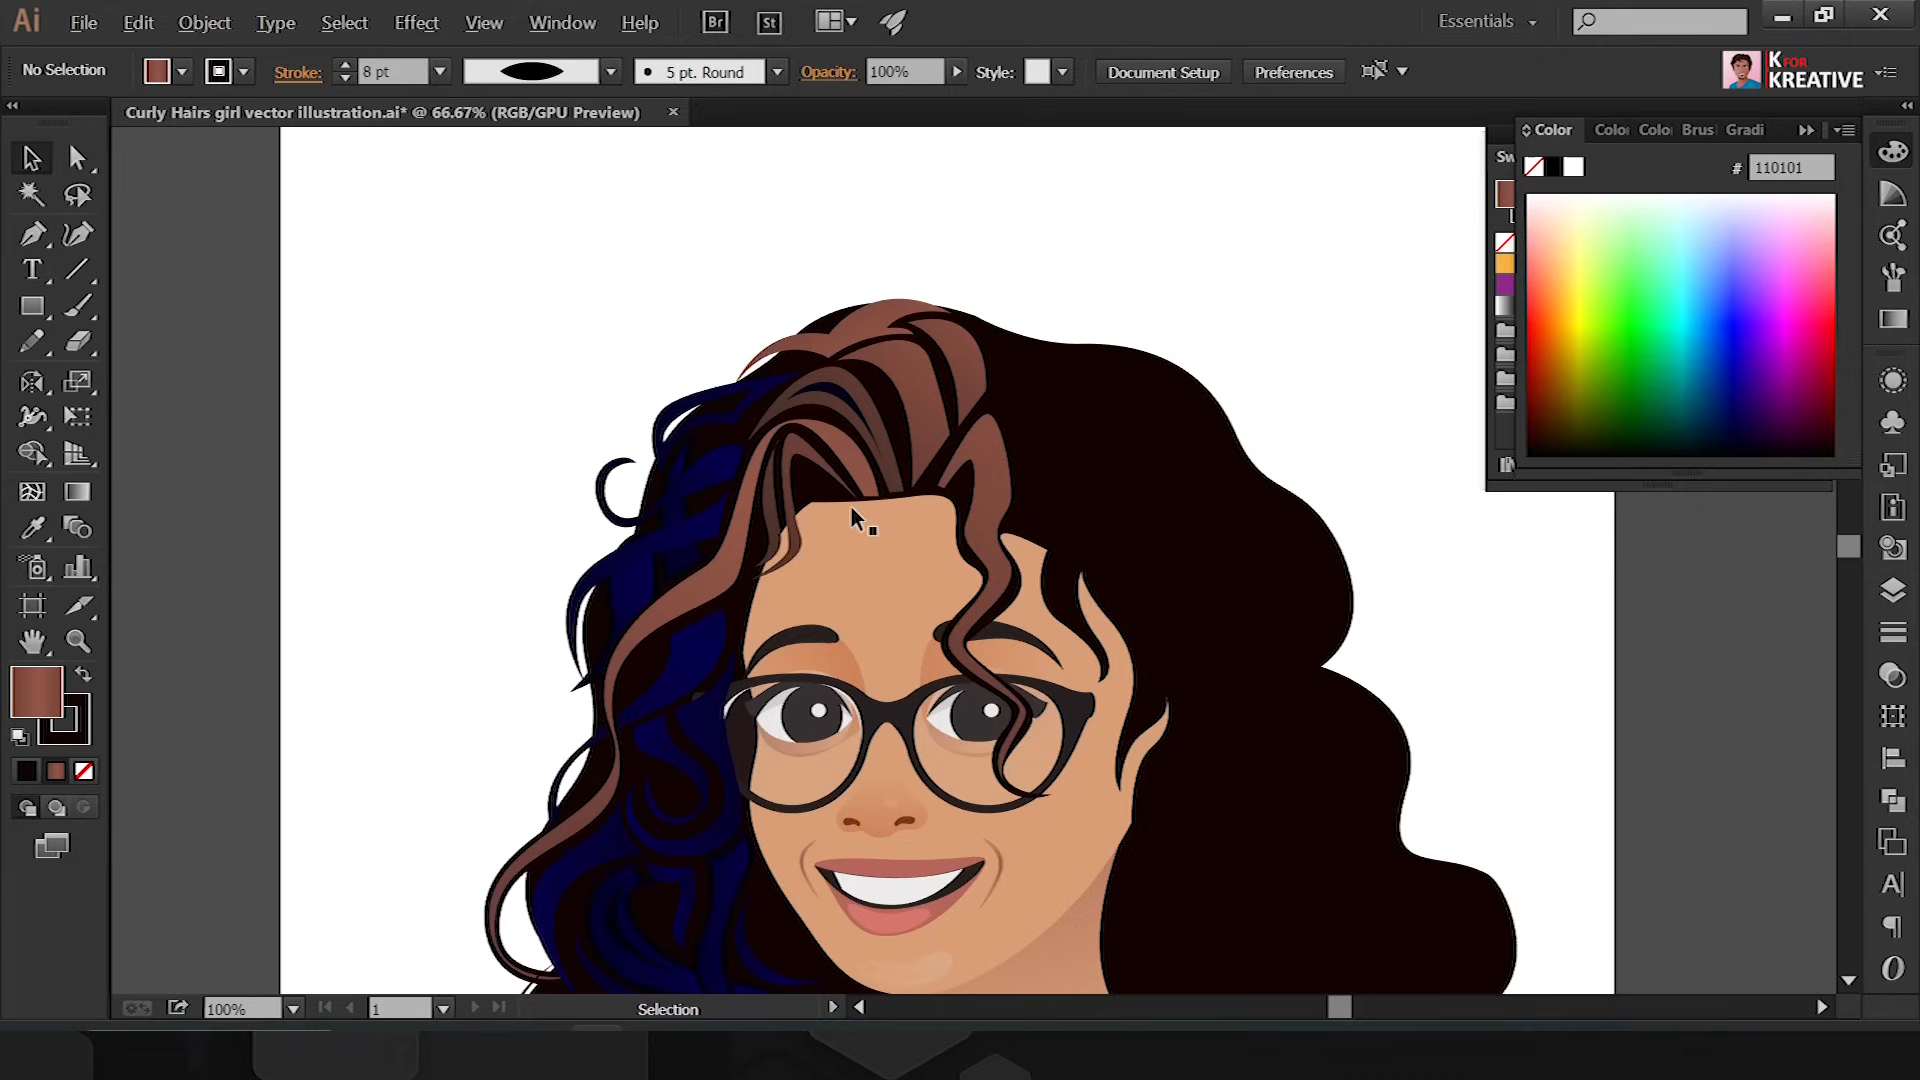 Ai File Edit Object Type Select Effect View Window Help Br St Essentials
No Selection Stroke: 8 pt 5 pt. Round Opacity: 100% Style: Document Setup Preferences K FOR KREATIVE
Curly Hairs girl vector illustration.ai* @ 66.67% (RGB/GPU Preview) ×
Color Colo Colo Brus Gradi
Sw
# 110101
100% 1 Selection